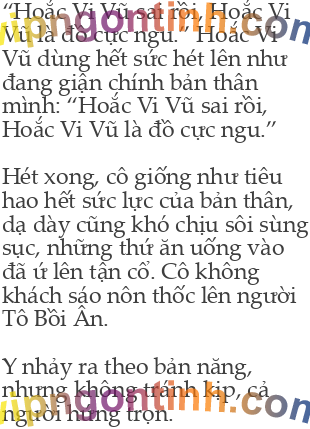 “Hoắc Vi Vũ sai rồi, Hoắc Vi
Vũ là đồ cực ngu.” Hoắc Vi
Vũ dùng hết sức hét lên như
đang giận chính bản thân
mình: “Hoắc Vi Vũ sai rồi,
Hoắc Vi Vũ là đồ cực ngu.”
Hét xong, cô giống như tiêu
hao hết sức lực của bản thân,
dạ dày cũng khó chịu sôi sùng
sục, những thứ ăn uống vào
đã ứ lên tận cổ. Cô không
khách sáo nôn thốc lên người
Tô Bồi Ân.
Y nhảy ra theo bản năng,
nhưng không tránh kịp, cả
người hứng trọn.
vipngontinh.com
vipngontinh.com